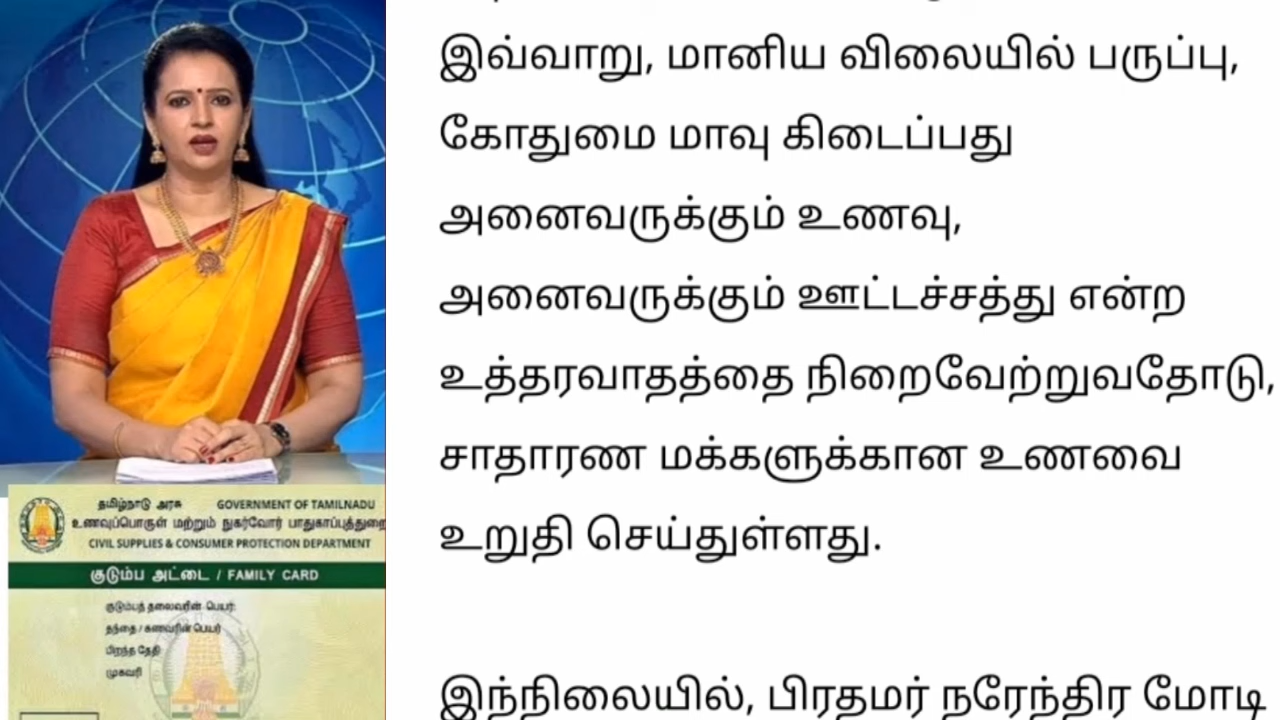 இவ்வாறு, மானிய விலையில் பருப்பு,
கோதுமை மாவு கிடைப்பது
அனைவருக்கும் உணவு,
அனைவருக்கும் ஊட்டச்சத்து என்ற
உத்தரவாதத்தை நிறைவேற்றுவதோடு,
சாதாரண மக்களுக்கான உணவை
உறுதி செய்துள்ளது.
இந்நிலையில், பிரதமர் நரேந்திர மோடி
தமிழ்நாடு அரசு GOVERNMENT OF TAMILNADU
உணவுப்பொருள் மற்றும் நுகர்வோர் பாதுகாப்புத்துறை
CIVIL SUPPLIES & CONSUMER PROTECTION DEPARTMENT
குடும்ப அட்டை / FAMILY CARD
குடும்பத் தலைவரின் பெயர்
தந்தை / கணவரின் பெயர்
பிறந்த தேதி
முகவரி